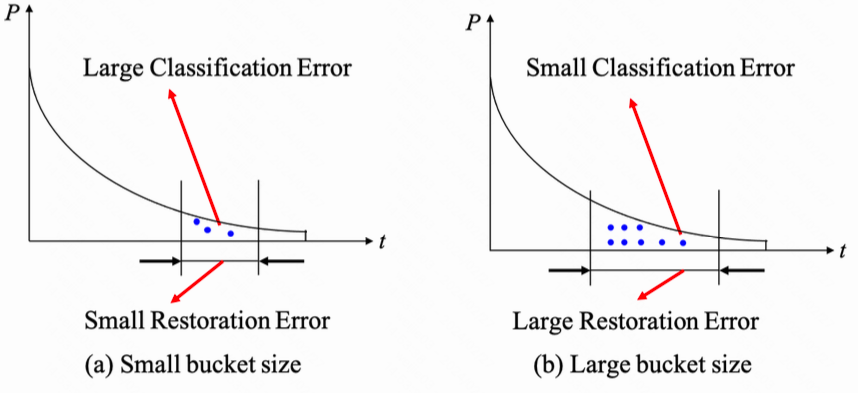 P
Large Classification Error
t
Small Restoration Error
(a) Small bucket size
P
Small Classification Error
t
Large Restoration Error
(b) Large bucket size